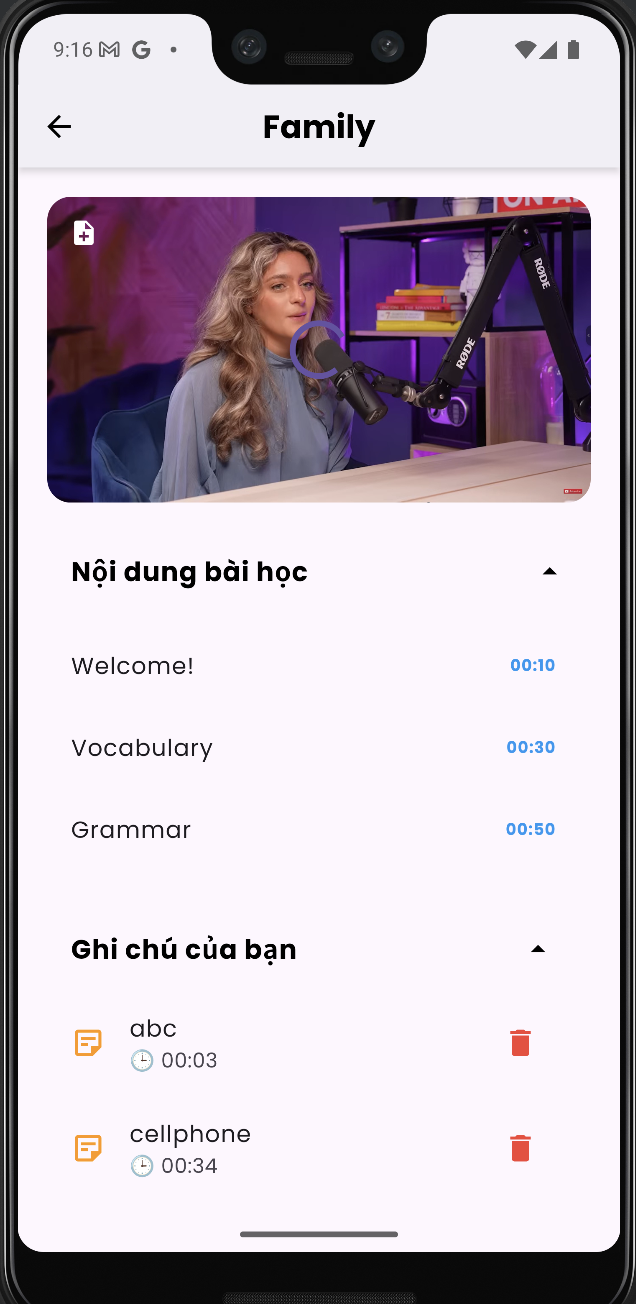 9:16
Family
ON A
RØDE
RØDE
Nội dung bài học
Welcome!
00:10
Vocabulary
00:30
Grammar
00:50
Ghi chú của bạn
abc
00:03
cellphone
00:34